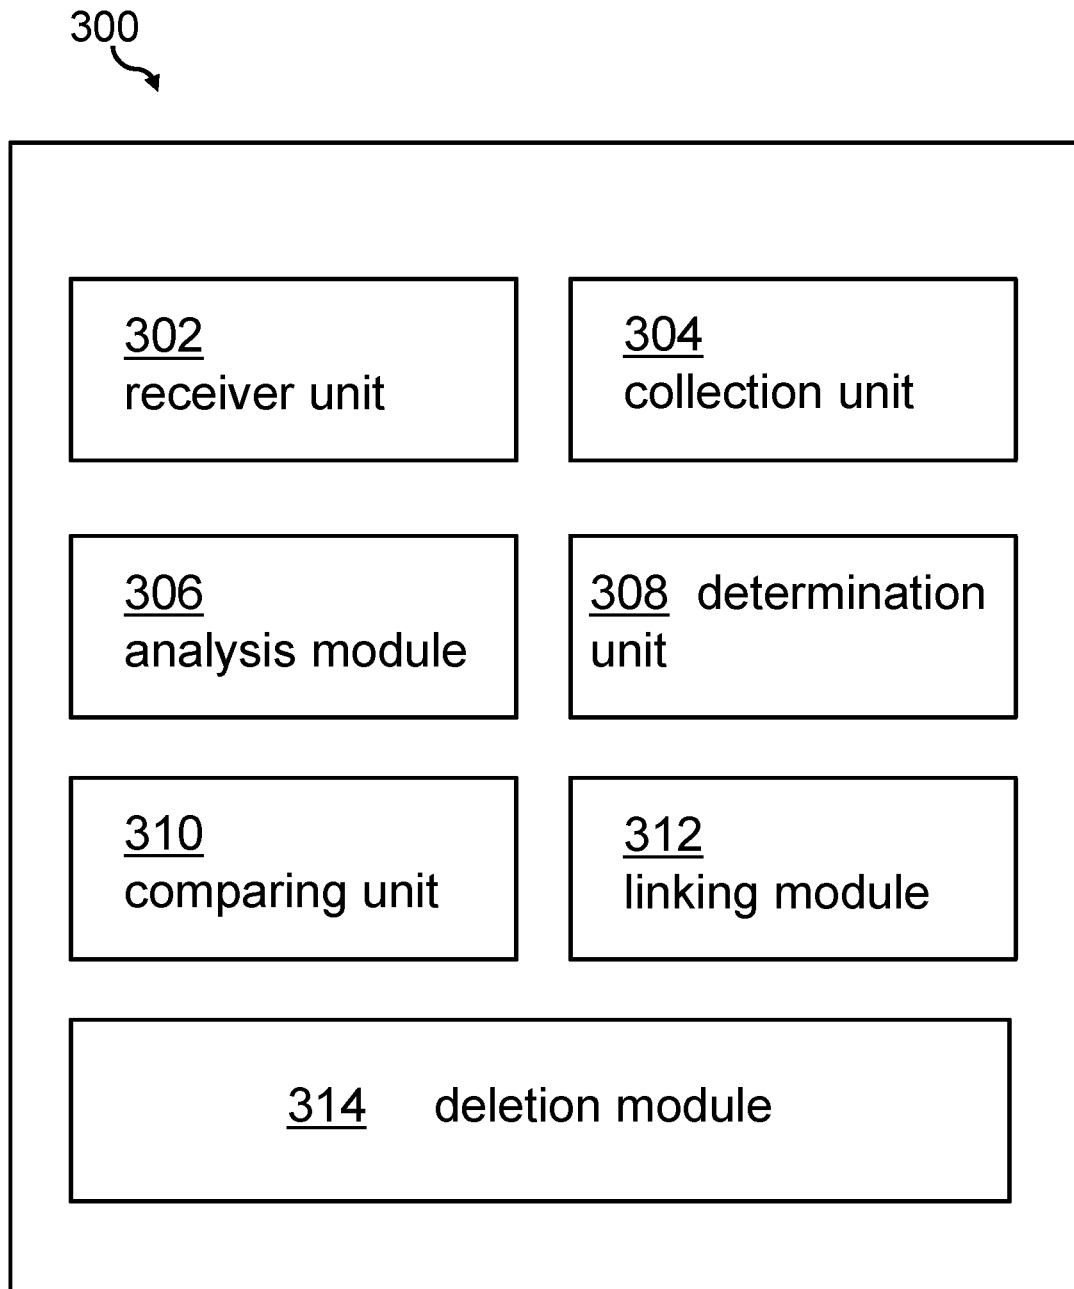 300
302
receiver unit
304
collection unit
306
analysis module
308 determination
unit
310
comparing unit
312
linking module
314 deletion module